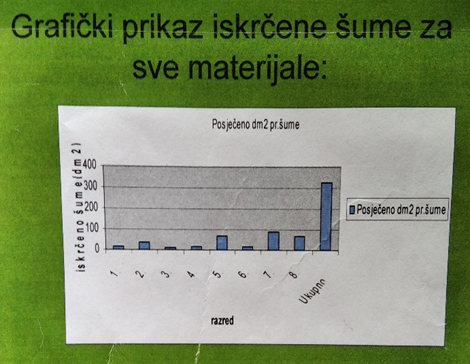 Grafički prikaz iskrčene šume za
sve materijale:
Posječeno dm2 pr.šume
iskrčeno šume(dm2)
400
300
200
100
0
1 2 3 4 5 6 7 8 Ukupno
razred
Posječeno dm2 pr.šume